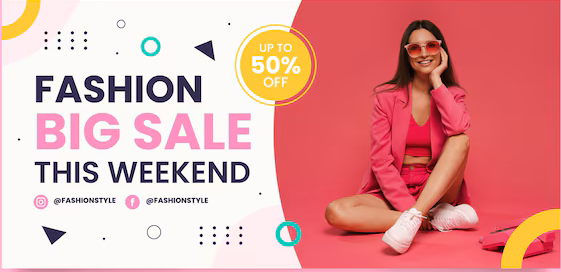 FASHION
BIG SALE
THIS WEEKEND
@FASHIONSTYLE
@FASHIONSTYLE
UP TO
50%
OFF